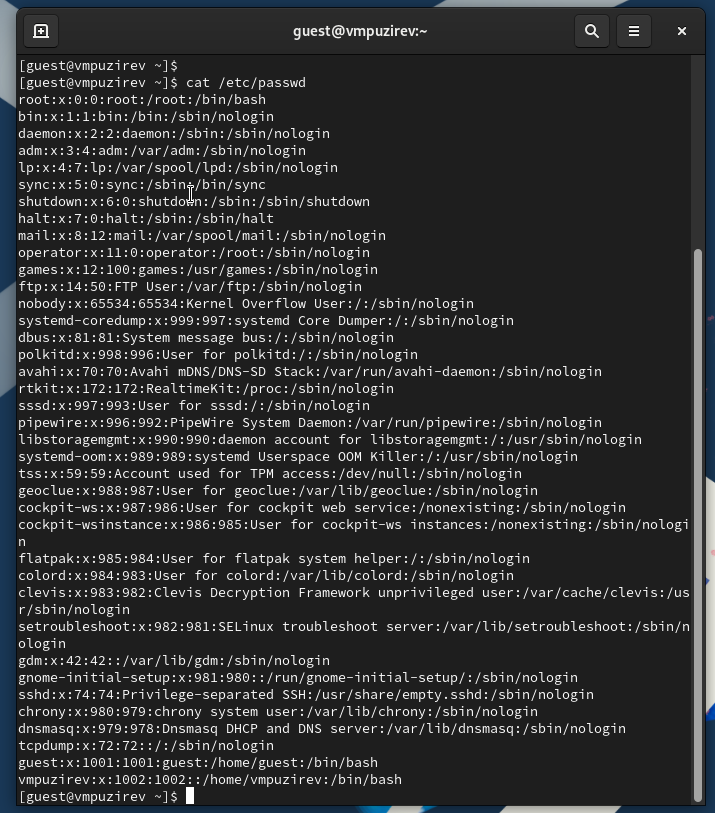 guest@vmpuzirev:~
[guest@vmpuzirev ~]$
[guest@vmpuzirev ~]$ cat /etc/passwd
root:x:0:0:root:/root:/bin/bash
bin:x:1:1:bin:/bin:/sbin/nologin
daemon:x:2:2:daemon:/sbin:/sbin/nologin
adm:x:3:4:adm:/var/adm:/sbin/nologin
lp:x:4:7:lp:/var/spool/lpd:/sbin/nologin
sync:x:5:0:sync:/sbin:/bin/sync
shutdown:x:6:0:shutdown:/sbin:/sbin/shutdown
halt:x:7:0:halt:/sbin:/sbin/halt
mail:x:8:12:mail:/var/spool/mail:/sbin/nologin
operator:x:11:0:operator:/root:/sbin/nologin
games:x:12:100:games:/usr/games:/sbin/nologin
ftp:x:14:50:FTP User:/var/ftp:/sbin/nologin
nobody:x:65534:65534:Kernel Overflow User:/:/sbin/nologin
systemd-coredump:x:999:997:systemd Core Dumper:/:/sbin/nologin
dbus:x:81:81:System message bus:/:/sbin/nologin
polkitd:x:998:996:User for polkitd:/:/sbin/nologin
avahi:x:70:70:Avahi mDNS/DNS-SD Stack:/var/run/avahi-daemon:/sbin/nologin
rtkit:x:172:172:RealtimeKit:/proc:/sbin/nologin
sssd:x:997:993:User for sssd:/:/sbin/nologin
pipewire:x:996:992:PipeWire System Daemon:/var/run/pipewire:/sbin/nologin
libstoragemgmt:x:990:990:daemon account for libstoragemgmt:/:/usr/sbin/nologin
systemd-oom:x:989:989:systemd Userspace OOM Killer:/:/usr/sbin/nologin
tss:x:59:59:Account used for TPM access:/dev/null:/sbin/nologin
geoclue:x:988:987:User for geoclue:/var/lib/geoclue:/sbin/nologin
cockpit-ws:x:987:986:User for cockpit web service:/nonexisting:/sbin/nologin
cockpit-wsinstance:x:986:985:User for cockpit-ws instances:/nonexisting:/sbin/nologi
n
flatpak:x:985:984:User for flatpak system helper:/:/sbin/nologin
colord:x:984:983:User for colord:/var/lib/colord:/sbin/nologin
clevis:x:983:982:Clevis Decryption Framework unprivileged user:/var/cache/clevis:/us
r/sbin/nologin
setroubleshoot:x:982:981:SELinux troubleshoot server:/var/lib/setroubleshoot:/sbin/n
ologin
gdm:x:42:42::/var/lib/gdm:/sbin/nologin
gnome-initial-setup:x:981:980::/run/gnome-initial-setup/:/sbin/nologin
sshd:x:74:74:Privilege-separated SSH:/usr/share/empty.sshd:/sbin/nologin
chrony:x:980:979:chrony system user:/var/lib/chrony:/sbin/nologin
dnsmasq:x:979:978:Dnsmasq DHCP and DNS server:/var/lib/dnsmasq:/sbin/nologin
tcpdump:x:72:72::/:/sbin/nologin
guest:x:1001:1001:guest:/home/guest:/bin/bash
vmpuzirev:x:1002:1002::/home/vmpuzirev:/bin/bash
[guest@vmpuzirev ~]$